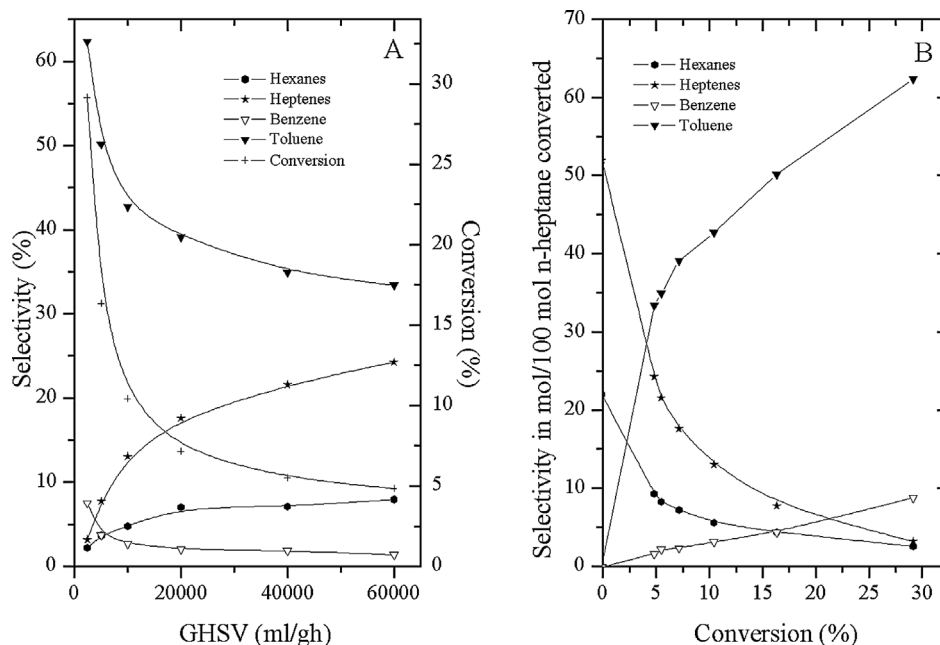 A
Hexanes
Heptenes
Benzene
Toluene
Conversion
Selectivity (%)
60
50
40
30
20
10
0
Conversion (%)
30
25
20
15
10
5
0
0 20000 40000 60000
GHSV (ml/gh)
B
Hexanes
Heptenes
Benzene
Toluene
Selectivity in mol/100 mol n-heptane converted
70
60
50
40
30
20
10
0
0 5 10 15 20 25 30
Conversion (%)